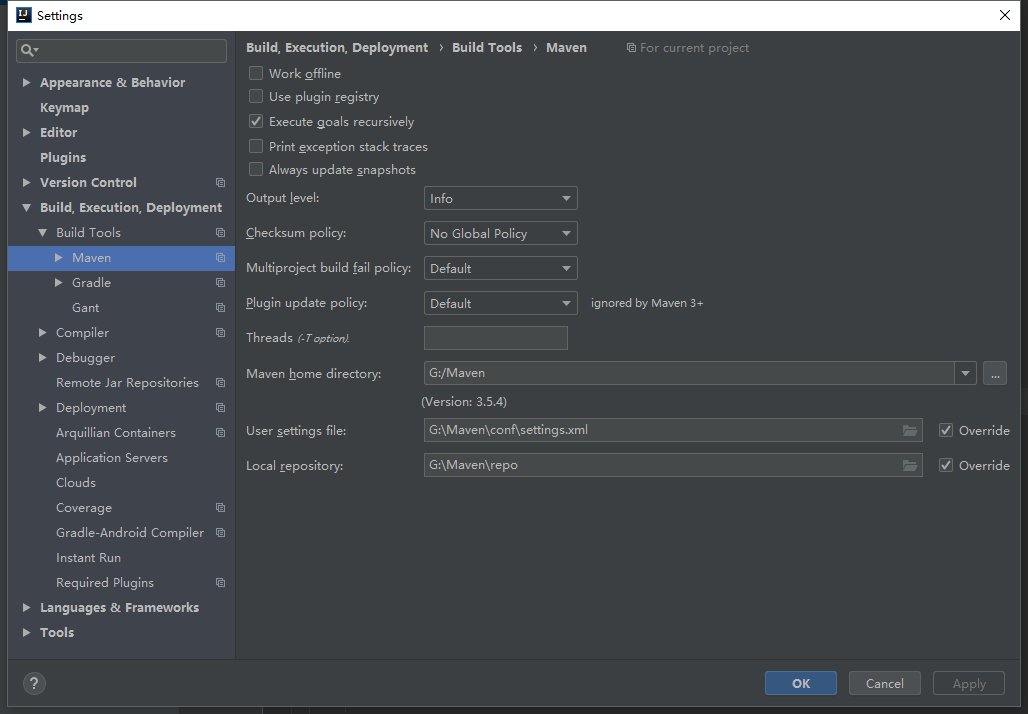 Settings
Appearance & Behavior
Keymap
Editor
Plugins
Version Control
Build, Execution, Deployment
Build Tools
Maven
Gradle
Gant
Compiler
Debugger
Remote Jar Repositories
Deployment
Arquillian Containers
Application Servers
Clouds
Coverage
Gradle-Android Compiler
Instant Run
Required Plugins
Languages & Frameworks
Tools
Build, Execution, Deployment › Build Tools › Maven For current project
Work offline
Use plugin registry
Execute goals recursively
Print exception stack traces
Always update snapshots
Output level: Info
Checksum policy: No Global Policy
Multiproject build fail policy: Default
Plugin update policy: Default ignored by Maven 3+
Threads (-T option).
Maven home directory: G:/Maven ...
(Version: 3.5.4)
User settings file: G:\Maven\conf\settings.xml Override
Local repository: G:\Maven\repo Override
? OK Cancel Apply